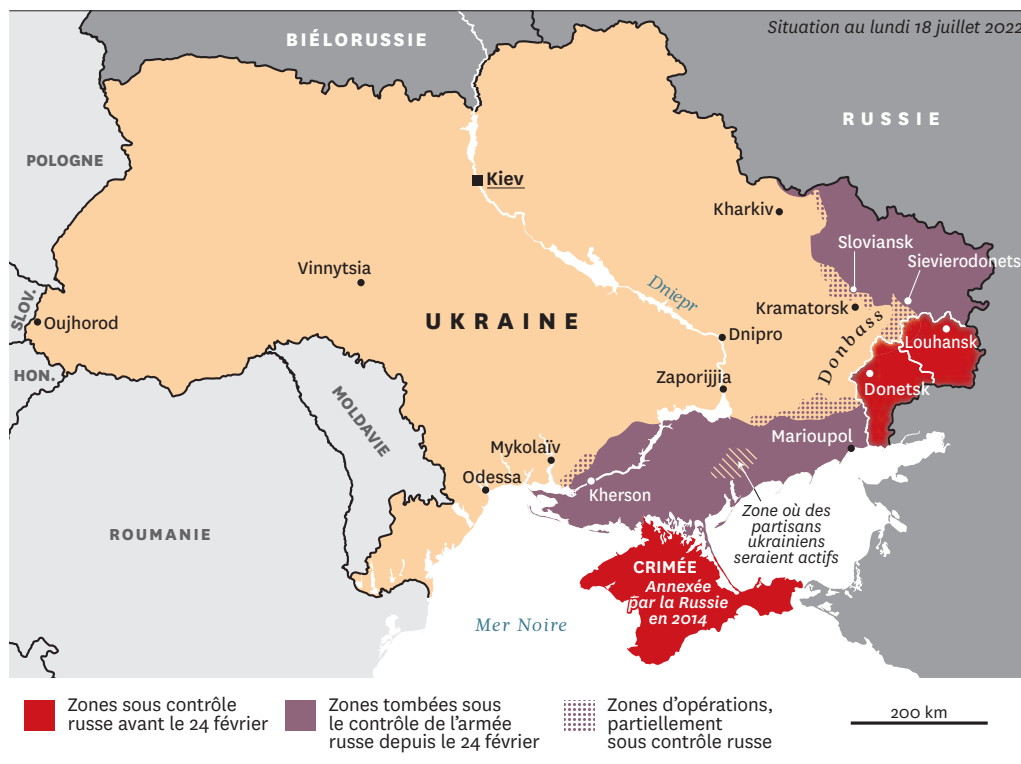 Situation au lundi 18 juillet 2022
BIÉLORUSSIE
RUSSIE
POLOGNE
Kiev
Kharkiv
Sloviansk
Sievierodonets
Vinnytsia
Dniepr
SLOV.
Oujhorod
UKRAINE
Kramatorsk
Donbass
Dnipro
Louhansk
HON.
Zaporijjia
Donetsk
MOLDAVIE
Marioupol
Mykolaïv
Odessa
Kherson
Zone où des
partisans
ukrainiens
seraient actifs
ROUMANIE
CRIMÉE
Annexée
par la Russie
en 2014
Mer Noire
Zones sous contrôle
russe avant le 24 février
Zones tombées sous
le contrôle de l’armée
russe depuis le 24 février
Zones d’opérations,
partiellement
sous contrôle russe
200 km